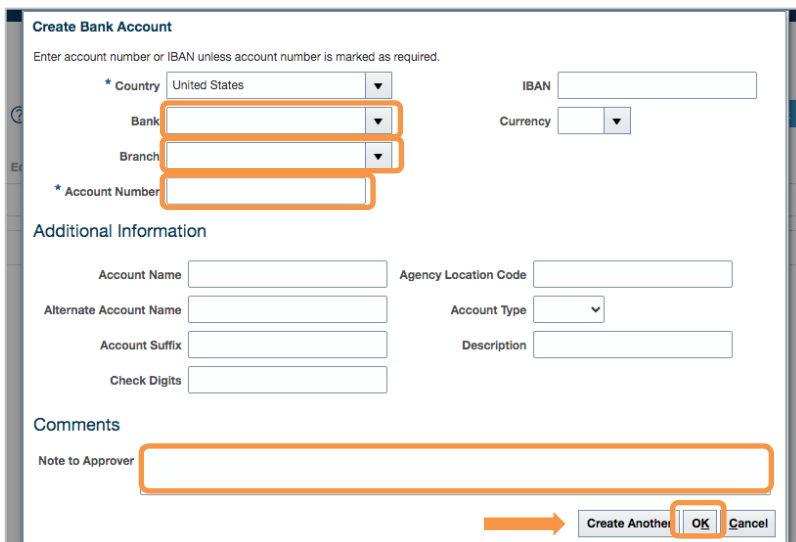 Create Bank Account
Enter account number or IBAN unless account number is marked as required.
* Country United States IBAN
Bank Currency
Branch
* Account Number
Additional Information
Account Name Agency Location Code
Alternate Account Name Account Type
Account Suffix Description
Check Digits
Comments
Note to Approver
Create Another OK Cancel